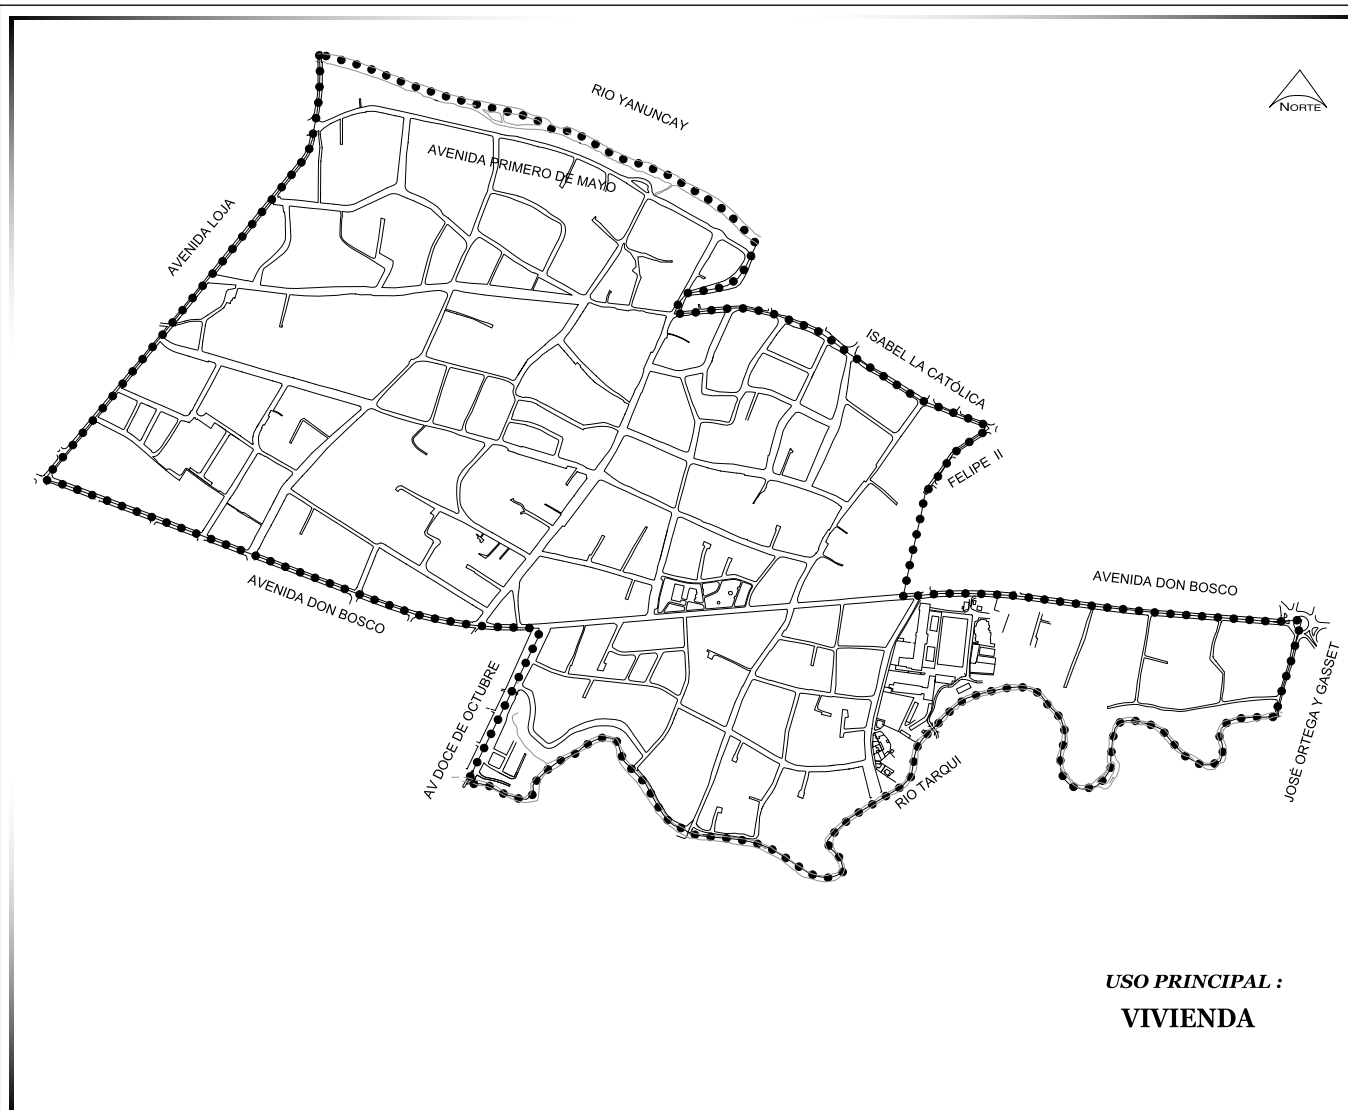 RIO YANUNCAY
NORTE
AVENIDA PRIMERO DE MAYO
AVENIDA LOJA
ISABEL LA CATÓLICA
FELIPE II
AVENIDA DON BOSCO
AVENIDA DON BOSCO
AV DOCE DE OCTUBRE
JOSÉ ORTEGA Y GASSET
RIO TARQUI
USO PRINCIPAL :
VIVIENDA